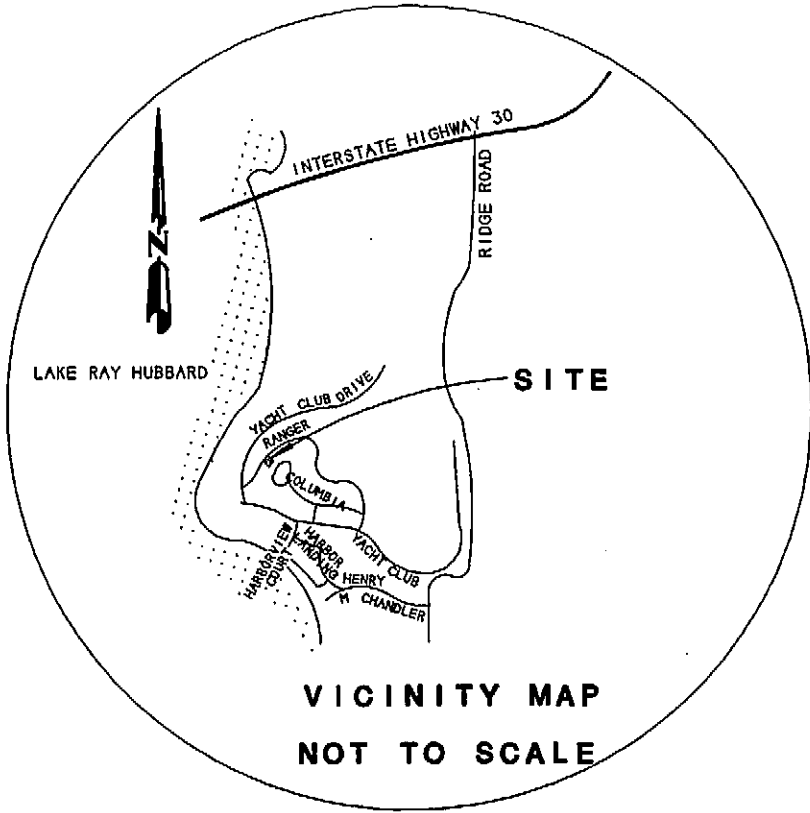 INTERSTATE HIGHWAY 30
RIDGE ROAD
N
LAKE RAY HUBBARD
SITE
YACHT CLUB DRIVE
RANGER
COLUMBIA
HARBORVIEW
COURT
HARBOR
LANDING
YACHT CLUB
HENRY
M CHANDLER
VICINITY MAP
NOT TO SCALE